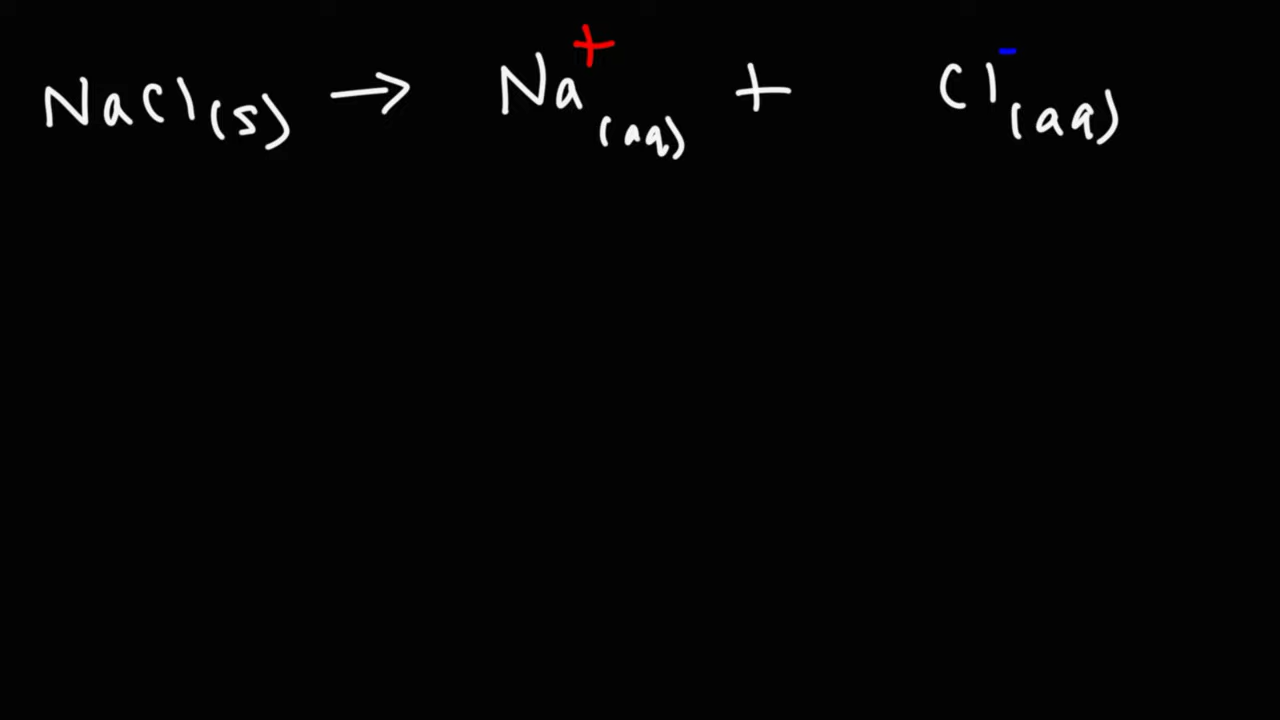 NaCl(s) → Na⁺(aq) + Cl⁻(aq)